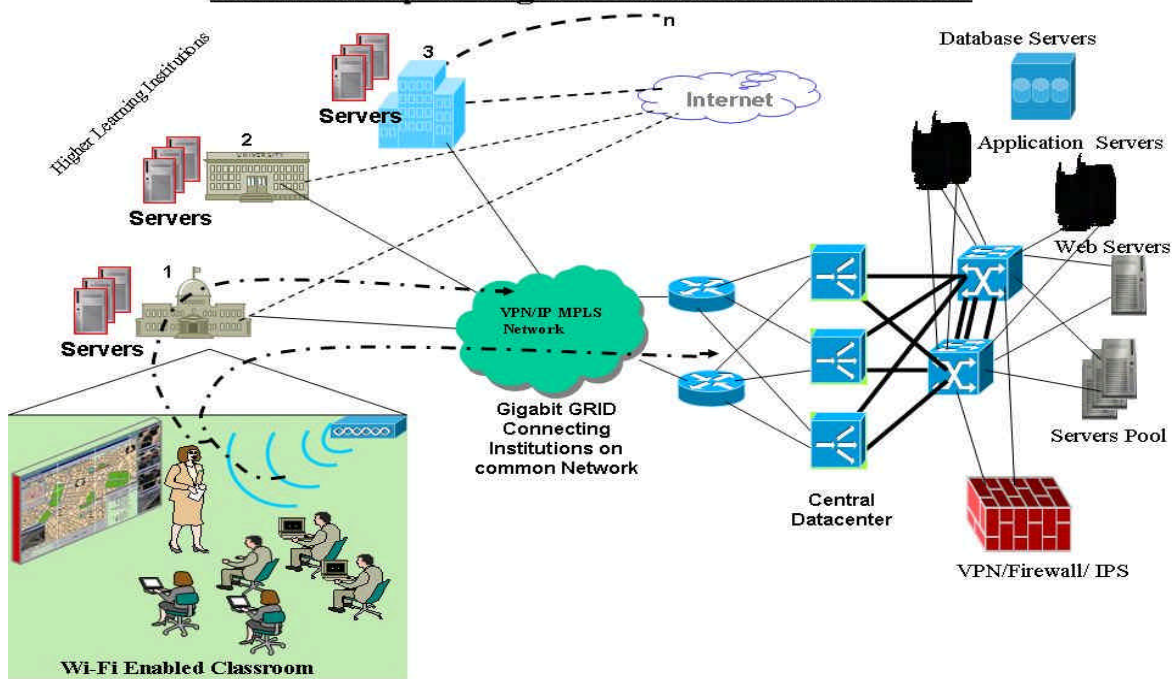 n
Higher Learning Institutions
3
Servers
Internet
Database Servers
Application Servers
2
UNIVERSITY
Servers
Web Servers
1
Servers
VPN/IP MPLS
Network
Gigabit GRID
Connecting
Institutions on
common Network
Central
Datacenter
Servers Pool
VPN/Firewall/ IPS
Wi-Fi Enabled Classroom